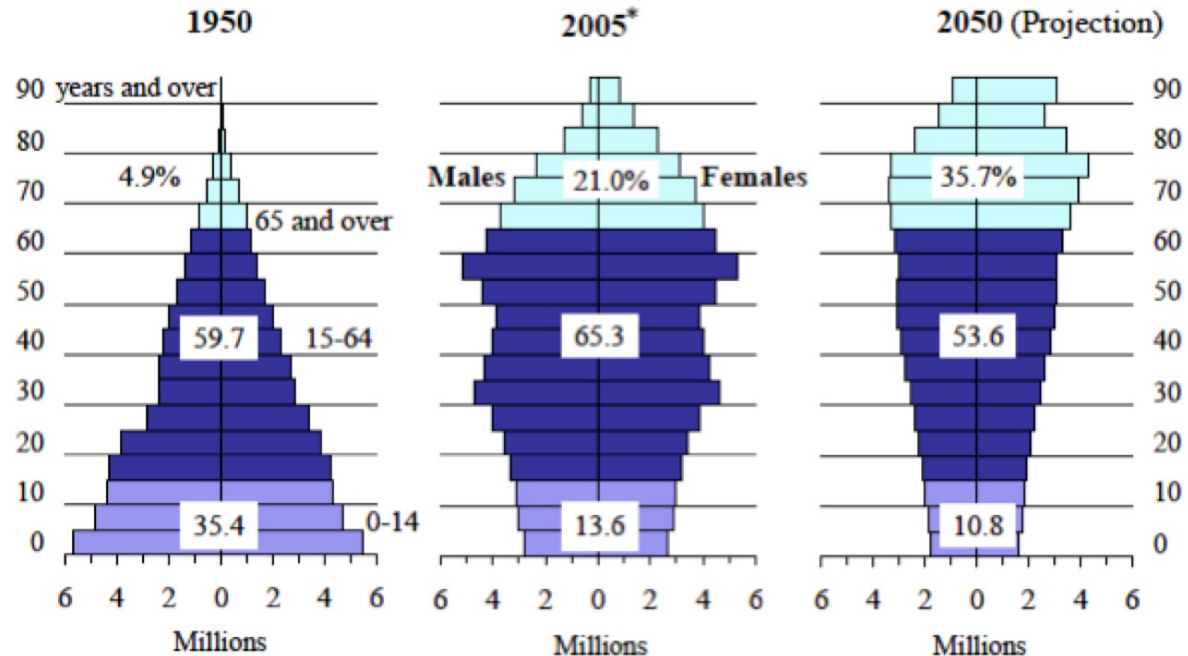 1950
2005*
2050 (Projection)
90 years and over
80
70
60
50
40
30
20
10
0
4.9%
65 and over
59.7
15-64
35.4
0-14
6 4 2 0 2 4 6
Millions
Males
21.0%
Females
65.3
13.6
6 4 2 0 2 4 6
Millions
35.7%
53.6
10.8
90
80
70
60
50
40
30
20
10
0
6 4 2 0 2 4 6
Millions